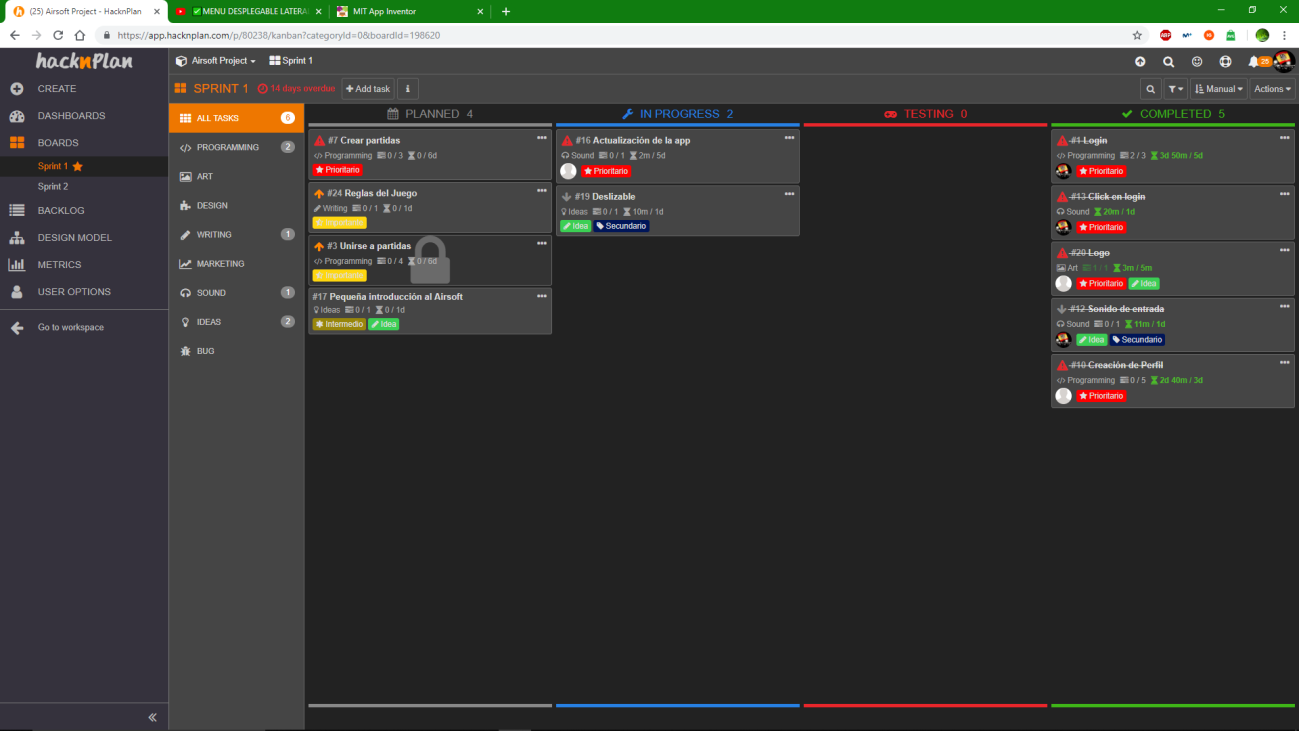 (25) Airsoft Project - HacknPlan
MENU DESPLEGABLE LATERA
MIT App Inventor
https://app.hacknplan.com/p/80238/kanban?categoryId=0&boardId=198620
ABP
hacknPlan
Airsoft Project
Sprint 1
25
CREATE
DASHBOARDS
BOARDS
Sprint 1
Sprint 2
BACKLOG
DESIGN MODEL
METRICS
USER OPTIONS
Go to workspace
SPRINT 1
14 days overdue
Add task
Manual
Actions
ALL TASKS 6
PROGRAMMING 2
ART
DESIGN
WRITING 1
MARKETING
SOUND 1
IDEAS 2
BUG
PLANNED 4
#7 Crear partidas
Programming 0 / 3 0 / 6d
Prioritario
#24 Reglas del Juego
Writing 0 / 1 0 / 1d
Importante
#3 Unirse a partidas
Programming 0 / 4 0 / 6d
Importante
#17 Pequeña introducción al Airsoft
Ideas 0 / 1 0 / 1d
Intermedio Idea
IN PROGRESS 2
#16 Actualización de la app
Sound 0 / 1 2m / 5d
Prioritario
#19 Deslizable
Ideas 0 / 1 10m / 1d
Idea Secundario
TESTING 0
COMPLETED 5
#1 Login
Programming 2 / 3 3d 50m / 5d
Prioritario
#13 Click en login
Sound 20m / 1d
Prioritario
#20 Logo
Art 1 / 1 3m / 5m
Prioritario Idea
#12 Sonido de entrada
Sound 0 / 1 11m / 1d
Idea Secundario
#10 Creación de Perfil
Programming 0 / 5 2d 40m / 3d
Prioritario